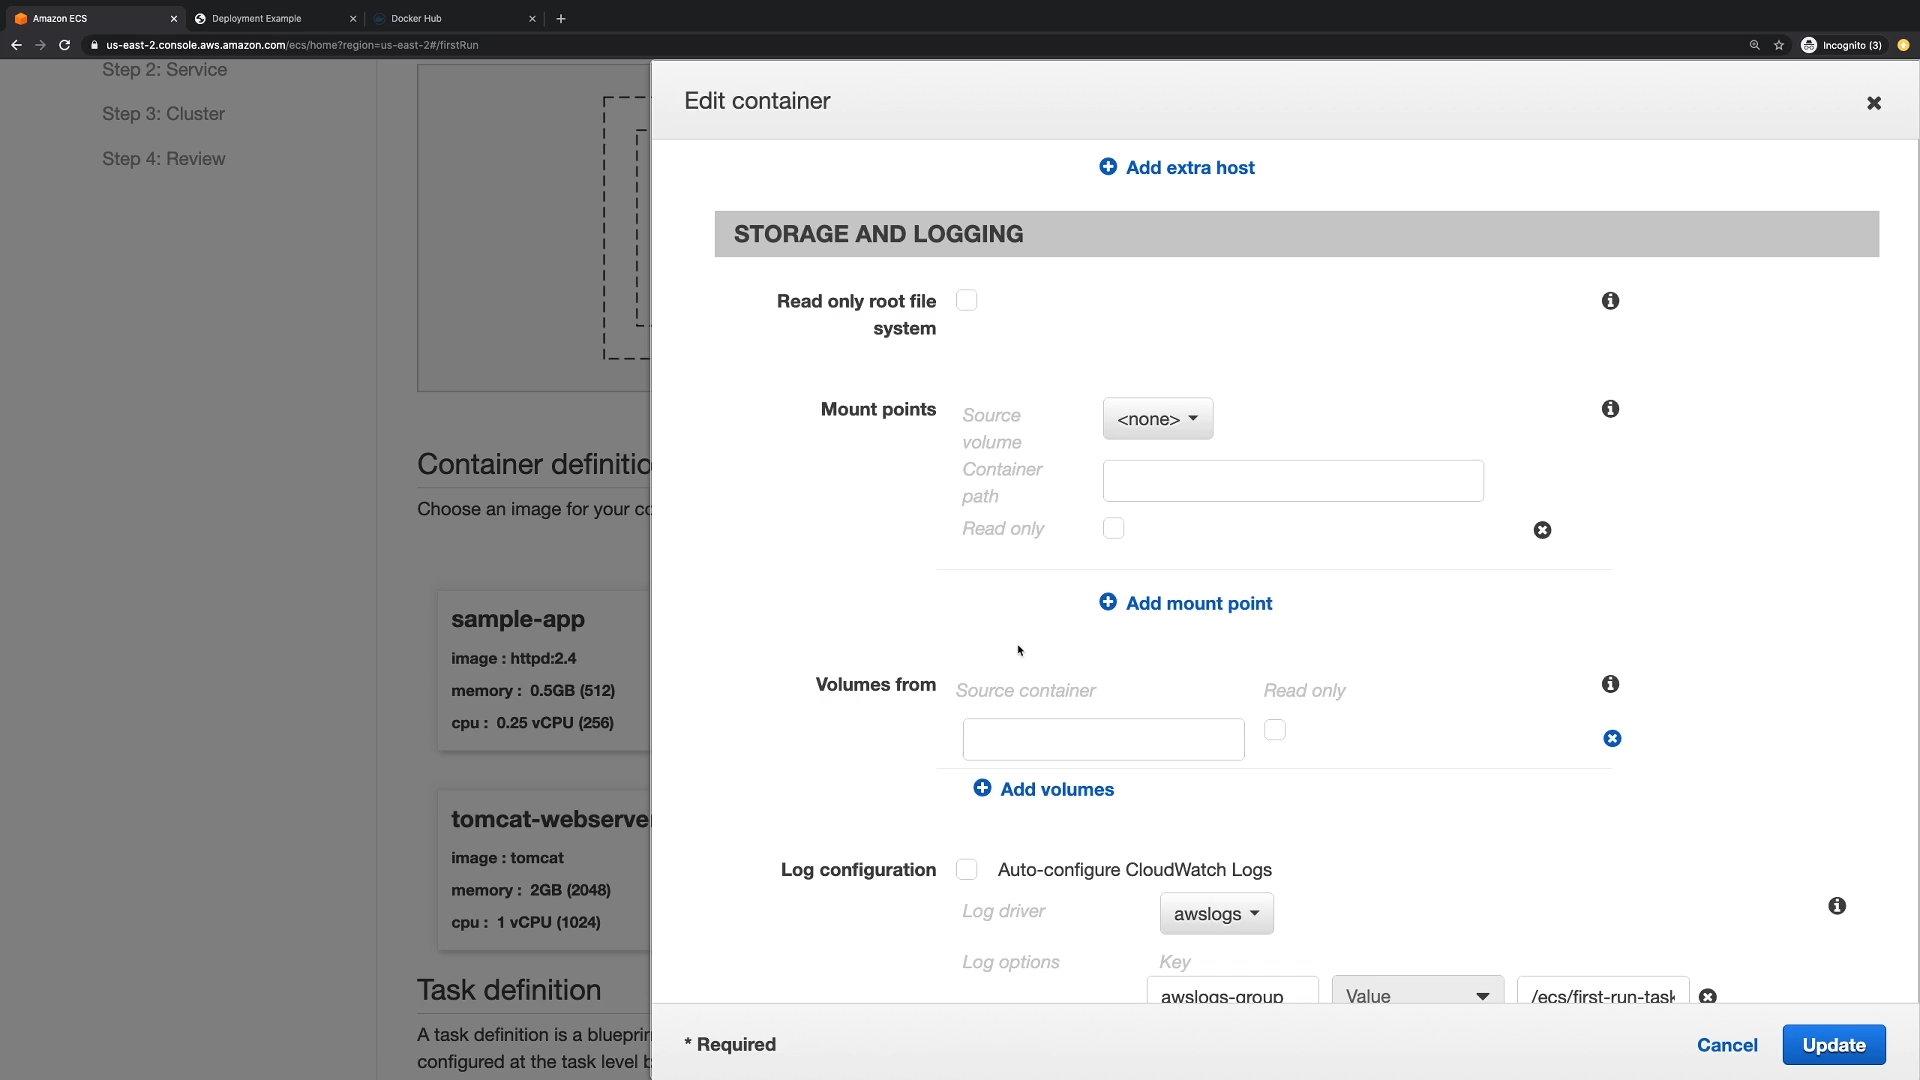 Amazon ECS
Deployment Example
Docker Hub
us-east-2.console.aws.amazon.com/ecs/home?region=us-east-2#/firstRun
Incognito (3)
Step 2: Service
Step 3: Cluster
Step 4: Review
Container definitio
Choose an image for your co
sample-app
image : httpd:2.4
memory : 0.5GB (512)
cpu : 0.25 vCPU (256)
tomcat-webserve
image : tomcat
memory : 2GB (2048)
cpu : 1 vCPU (1024)
Task definition
A task definition is a blueprin
configured at the task level b
Edit container
Add extra host
STORAGE AND LOGGING
Read only root file
system
Mount points
Source
volume
<none>
Container
path
Read only
Add mount point
Volumes from
Source container
Read only
Add volumes
Log configuration
Auto-configure CloudWatch Logs
Log driver
awslogs
Log options
Key
awslogs-group
Value
/ecs/first-run-task
* Required
Cancel
Update